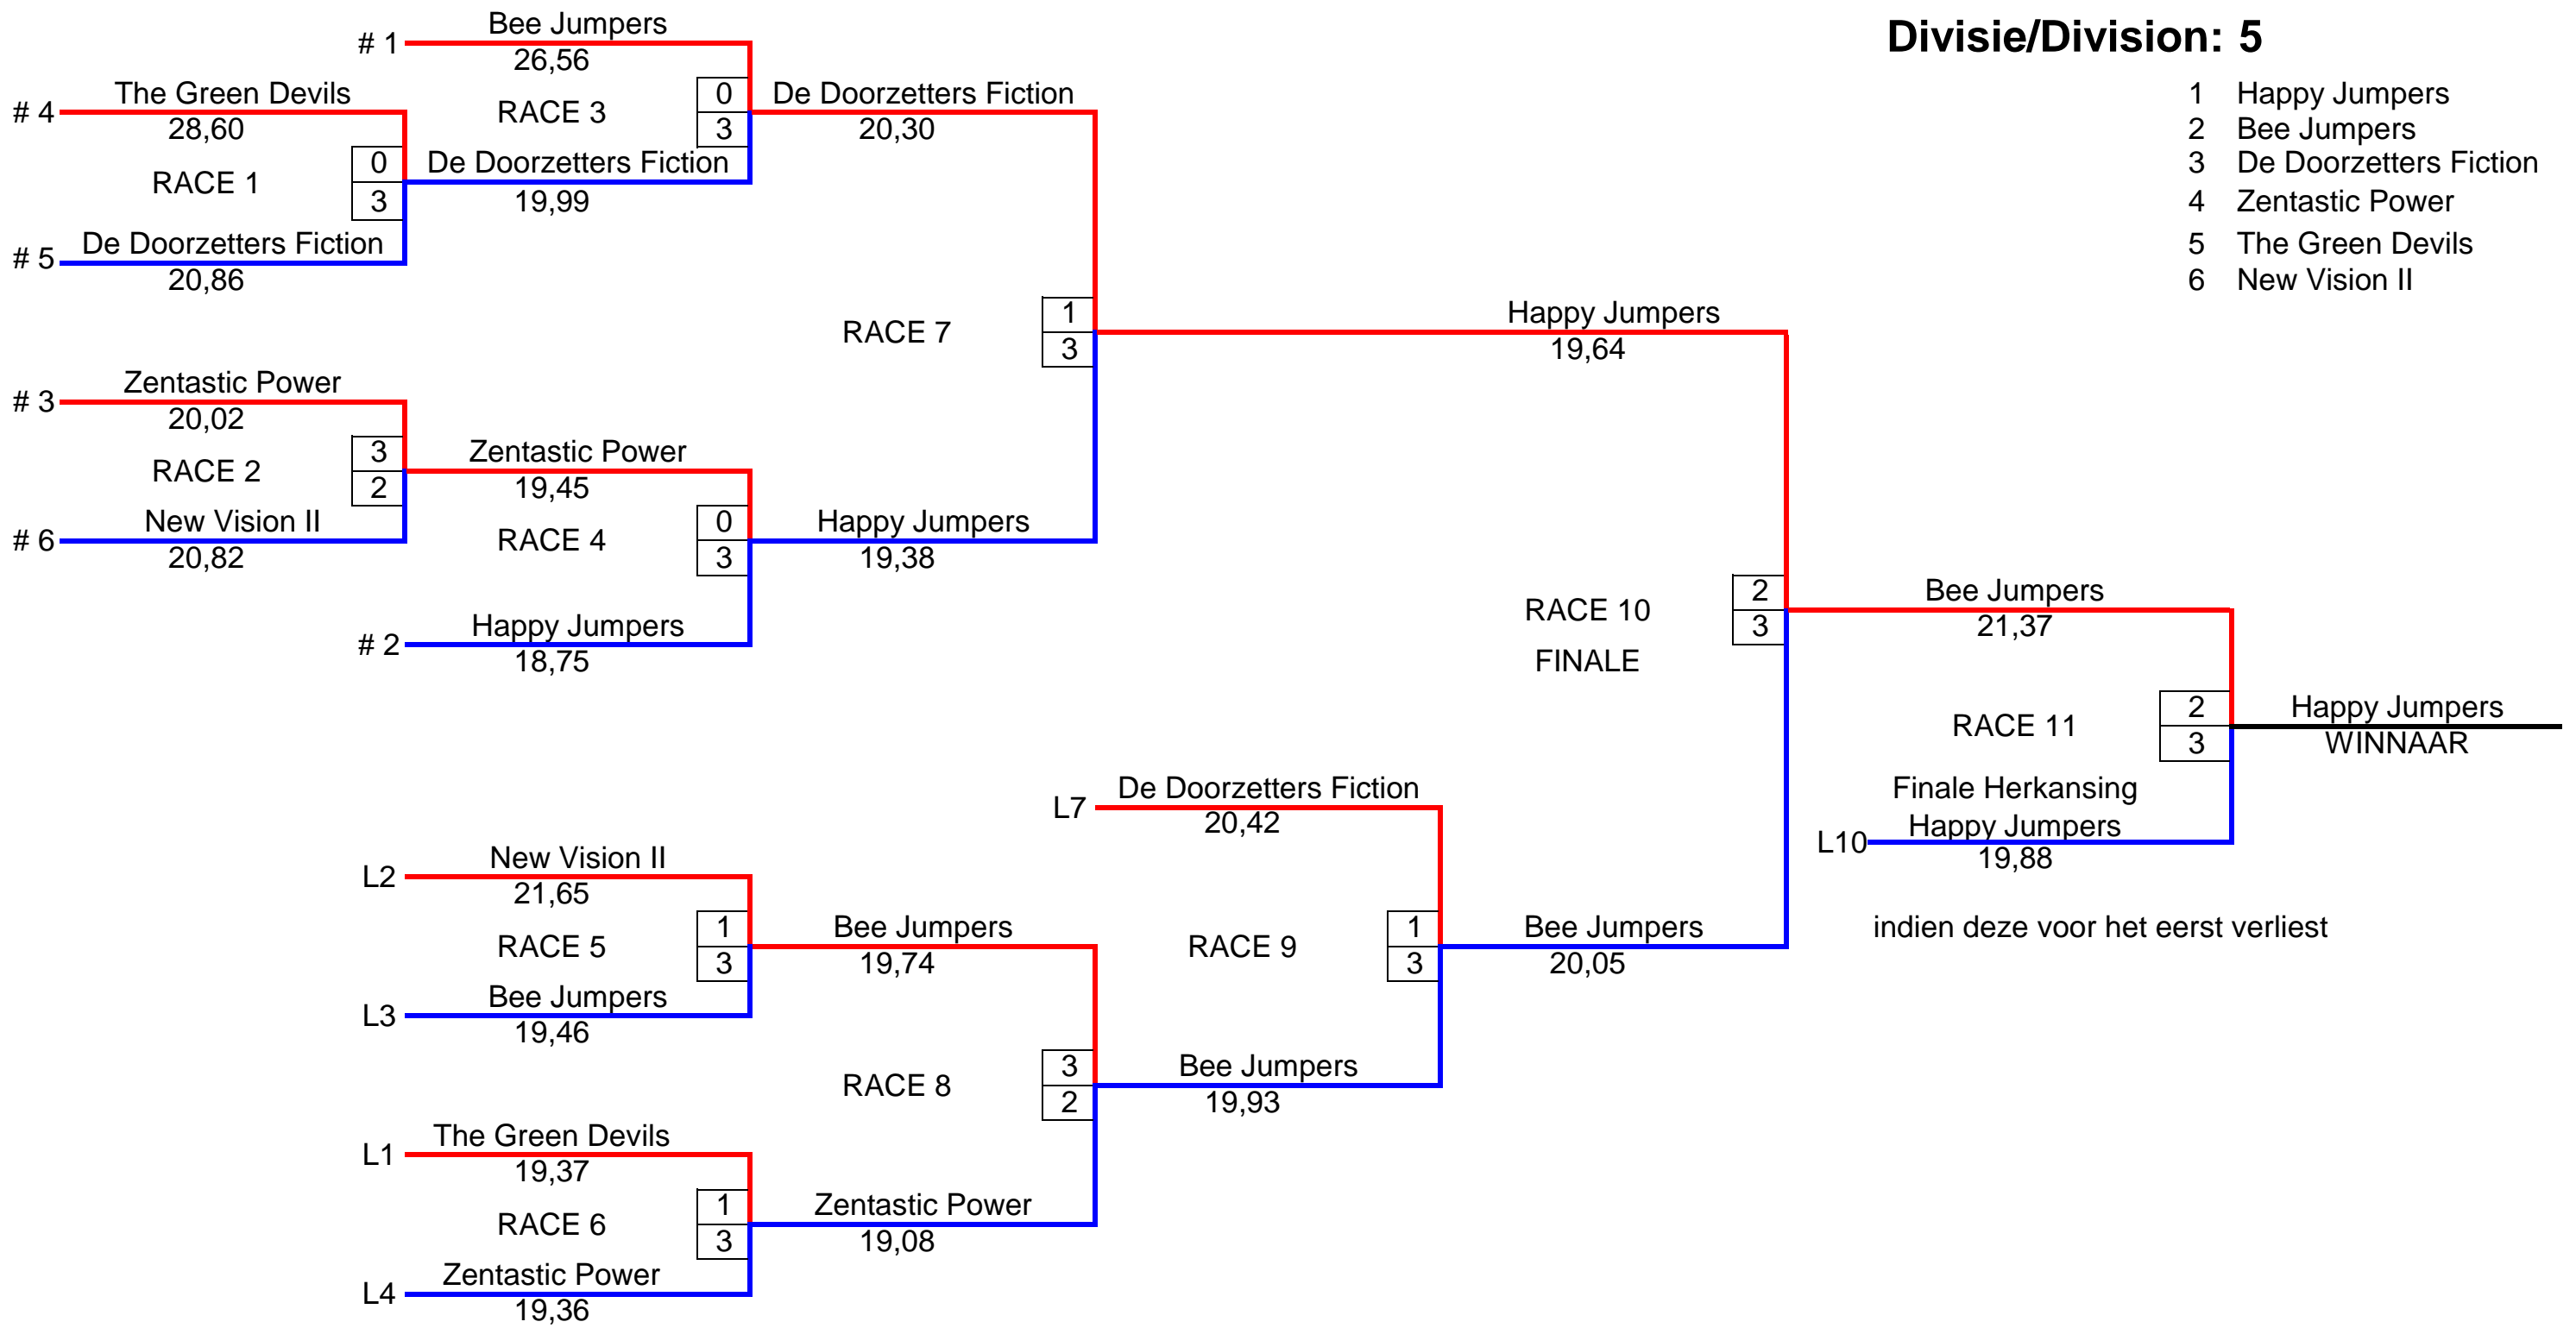 Divisie/Division: 5
1 Happy Jumpers
2 Bee Jumpers
3 De Doorzetters Fiction
4 Zentastic Power
5 The Green Devils
6 New Vision II
# 1 Bee Jumpers
26,56
RACE 3
0
3
De Doorzetters Fiction
20,30
# 4 The Green Devils
28,60
RACE 1
0
3
De Doorzetters Fiction
19,99
# 5 De Doorzetters Fiction
20,86
RACE 7
1
3
Happy Jumpers
19,64
# 3 Zentastic Power
20,02
RACE 2
3
2
Zentastic Power
19,45
# 6 New Vision II
20,82
RACE 4
0
3
Happy Jumpers
19,38
# 2 Happy Jumpers
18,75
RACE 10
FINALE
2
3
Bee Jumpers
21,37
RACE 11
2
3
Happy Jumpers
WINNAAR
Finale Herkansing
L10 Happy Jumpers
19,88
indien deze voor het eerst verliest
L7 De Doorzetters Fiction
20,42
RACE 9
1
3
Bee Jumpers
20,05
L2 New Vision II
21,65
RACE 5
1
3
Bee Jumpers
19,74
L3 Bee Jumpers
19,46
RACE 8
3
2
Bee Jumpers
19,93
L1 The Green Devils
19,37
RACE 6
1
3
Zentastic Power
19,08
L4 Zentastic Power
19,36